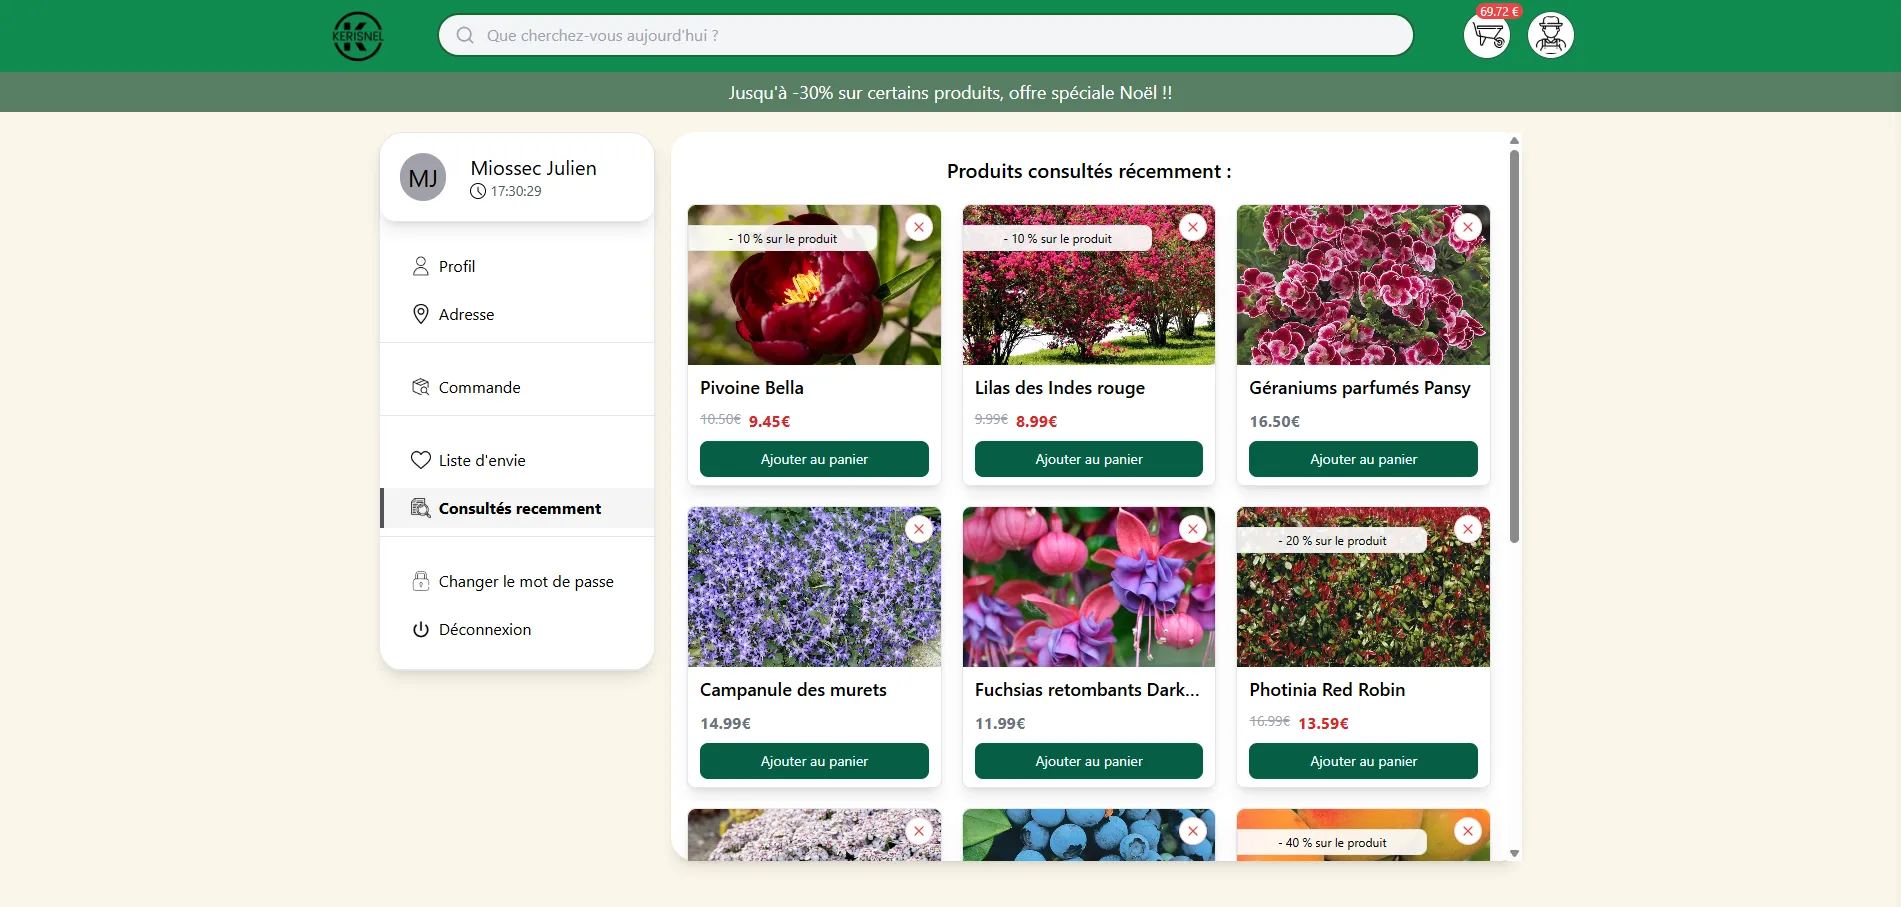 KERISNEL
Que cherchez-vous aujourd'hui ?
69.72 €
Jusqu'à -30% sur certains produits, offre spéciale Noël !!
MJ
Miossec Julien
17:30:29
Profil
Adresse
Commande
Liste d'envie
Consultés recemment
Changer le mot de passe
Déconnexion
Produits consultés récemment :
- 10 % sur le produit
Pivoine Bella
10.50€ 9.45€
Ajouter au panier
- 10 % sur le produit
Lilas des Indes rouge
9.99€ 8.99€
Ajouter au panier
Géraniums parfumés Pansy
16.50€
Ajouter au panier
Campanule des murets
14.99€
Ajouter au panier
Fuchsias retombants Dark...
11.99€
Ajouter au panier
- 20 % sur le produit
Photinia Red Robin
16.99€ 13.59€
Ajouter au panier
- 40 % sur le produit